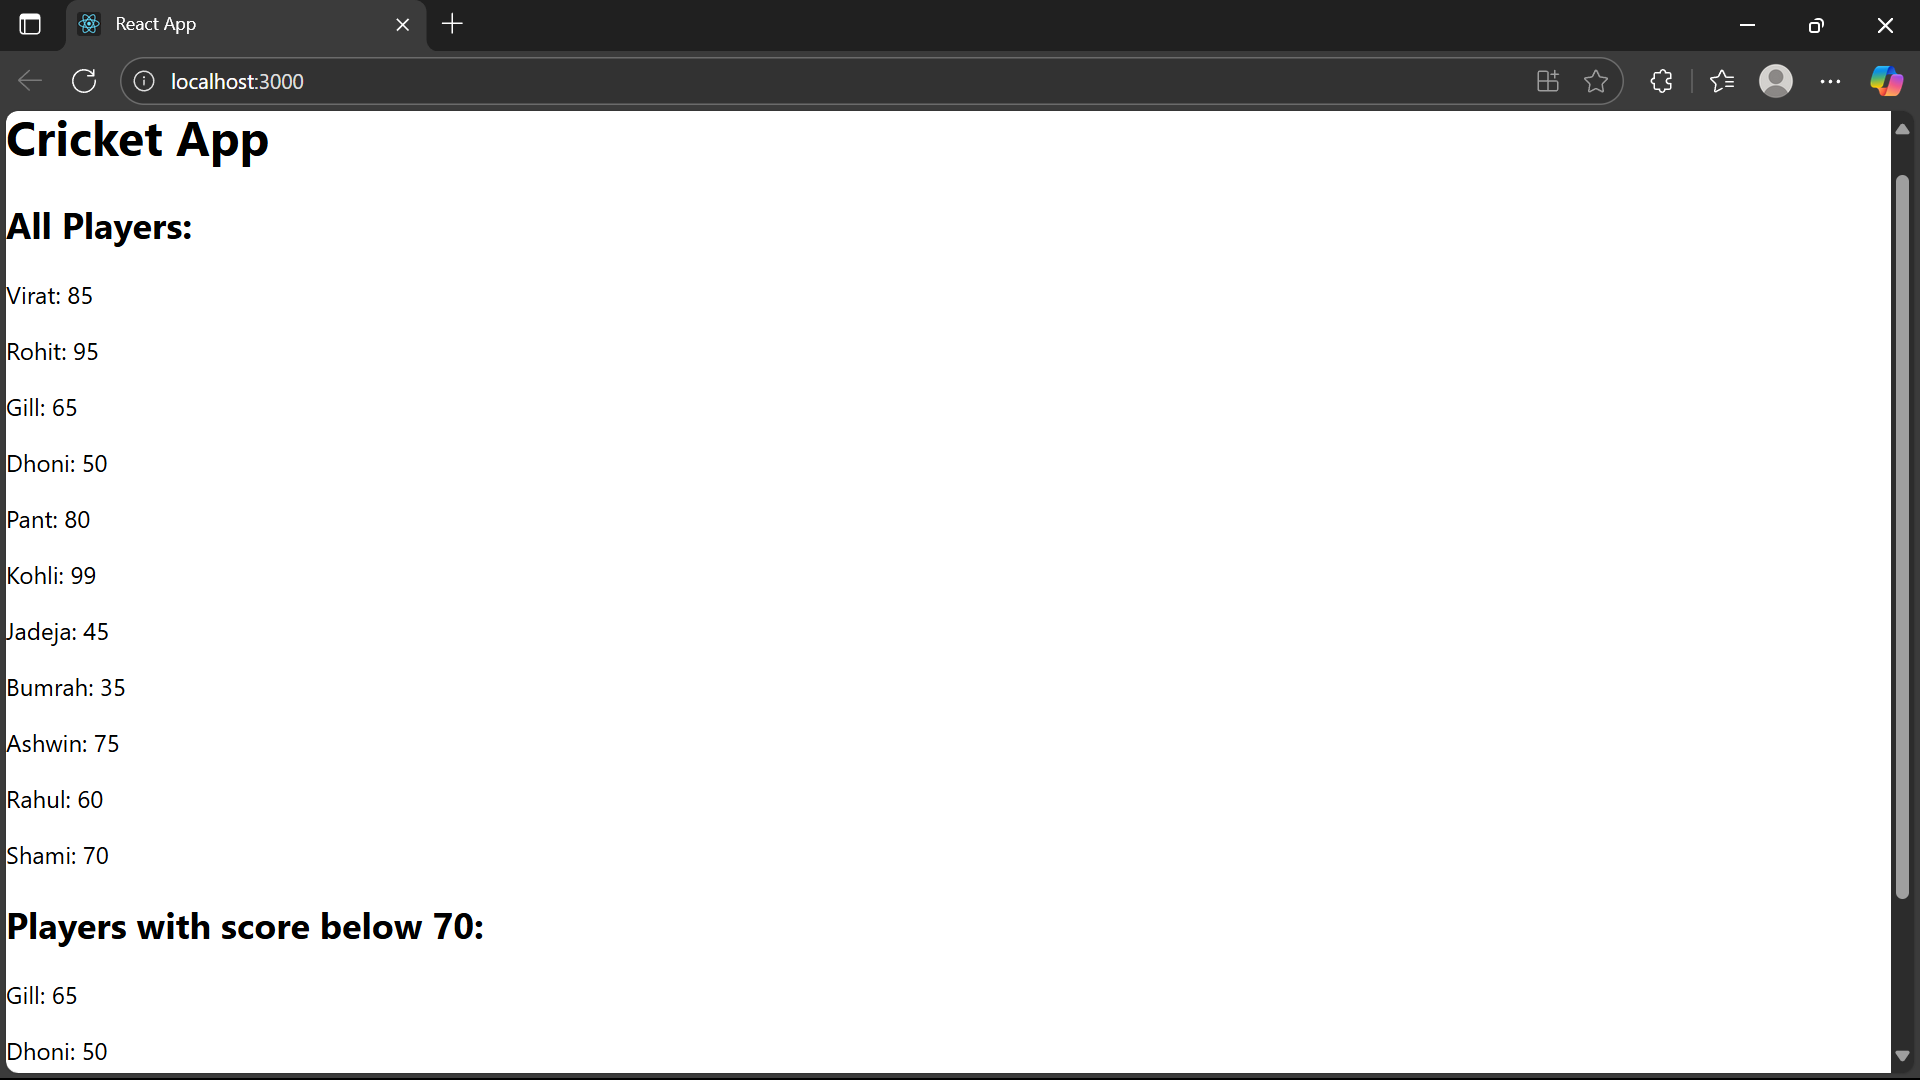 React App
localhost:3000
Cricket App
All Players:
Virat: 85
Rohit: 95
Gill: 65
Dhoni: 50
Pant: 80
Kohli: 99
Jadeja: 45
Bumrah: 35
Ashwin: 75
Rahul: 60
Shami: 70
Players with score below 70:
Gill: 65
Dhoni: 50